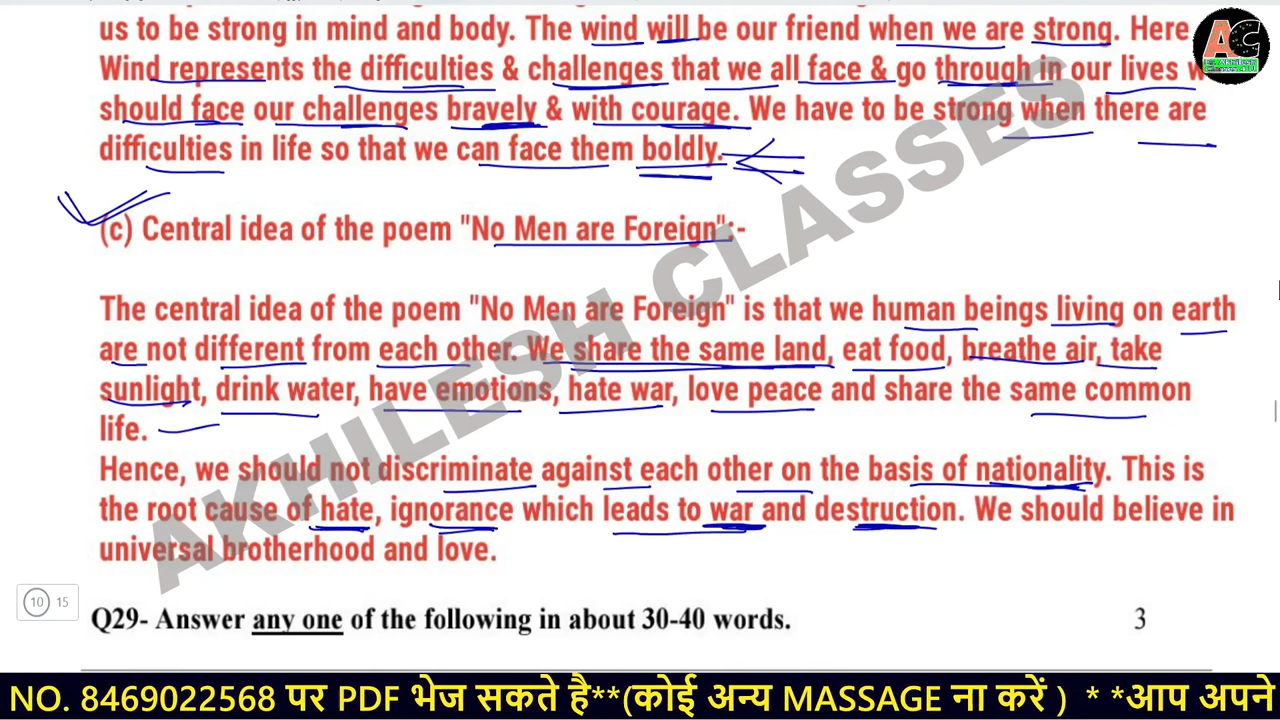 us to be strong in mind and body. The wind will be our friend when we are strong. Here
Wind represents the difficulties & challenges that we all face & go through in our lives w
should face our challenges bravely & with courage. We have to be strong when there are
difficulties in life so that we can face them boldly.
(c) Central idea of the poem "No Men are Foreign":-
The central idea of the poem "No Men are Foreign" is that we human beings living on earth
are not different from each other. We share the same land, eat food, breathe air, take
sunlight, drink water, have emotions, hate war, love peace and share the same common
life.
Hence, we should not discriminate against each other on the basis of nationality. This is
the root cause of hate, ignorance which leads to war and destruction. We should believe in
universal brotherhood and love.
AKHILESH CLASSES
AC
10 15
Q29- Answer any one of the following in about 30-40 words. 3
NO. 8469022568 पर PDF भेज सकते है**(कोई अन्य MASSAGE ना करें ) * *आप अपने